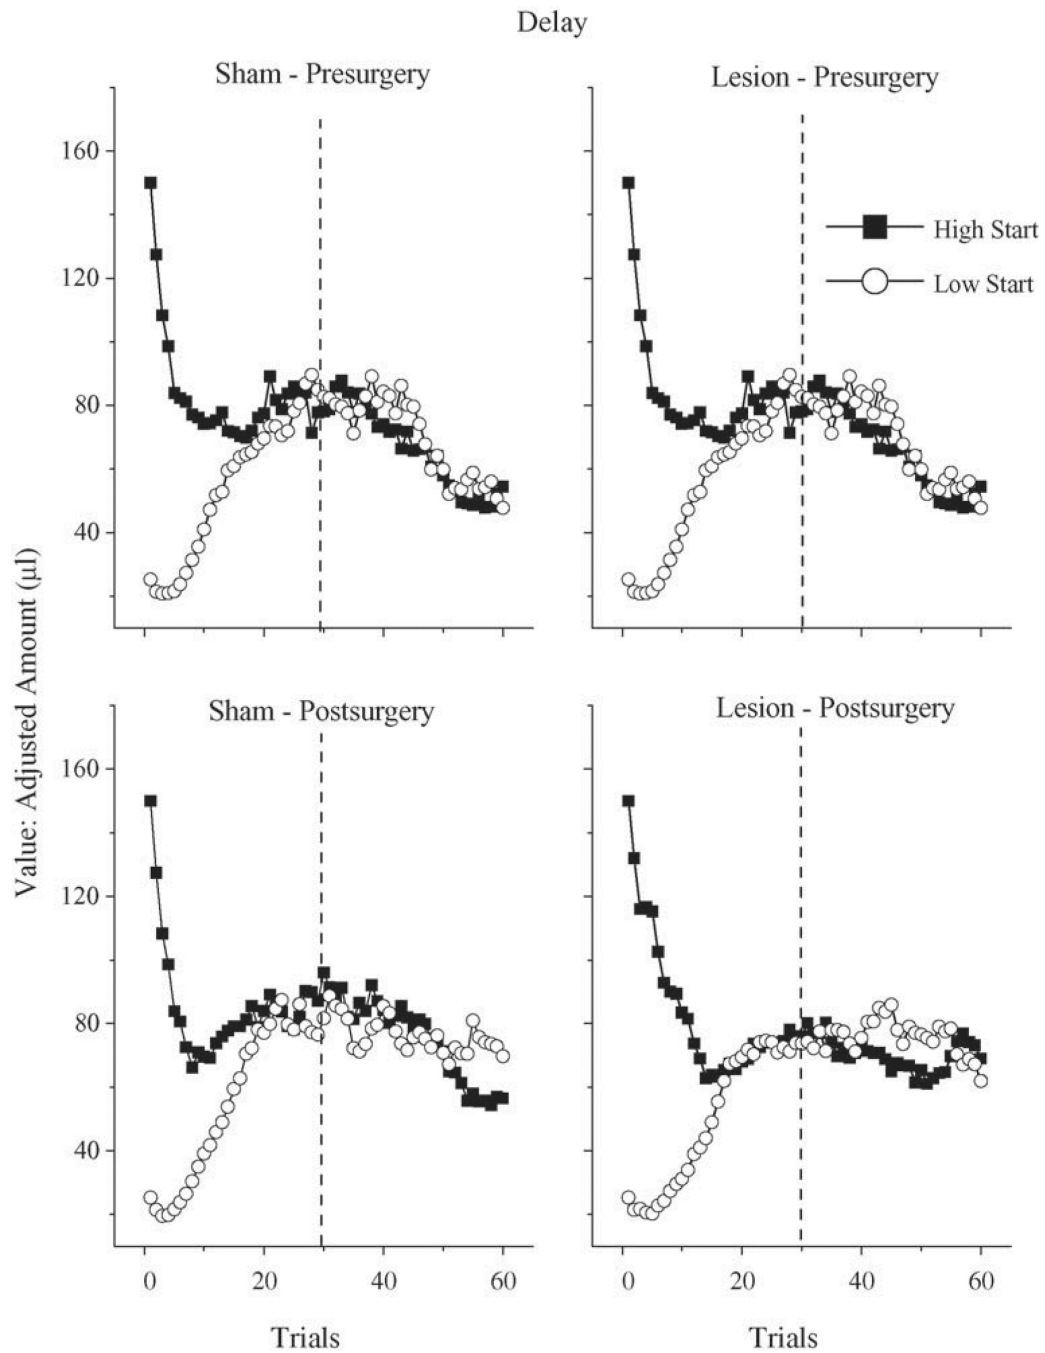 Delay
Sham - Presurgery
Lesion - Presurgery
160
120
80
40
High Start
Low Start
Value: Adjusted Amount (µl)
Sham - Postsurgery
Lesion - Postsurgery
160
120
80
40
0 20 40 60
0 20 40 60
Trials
Trials